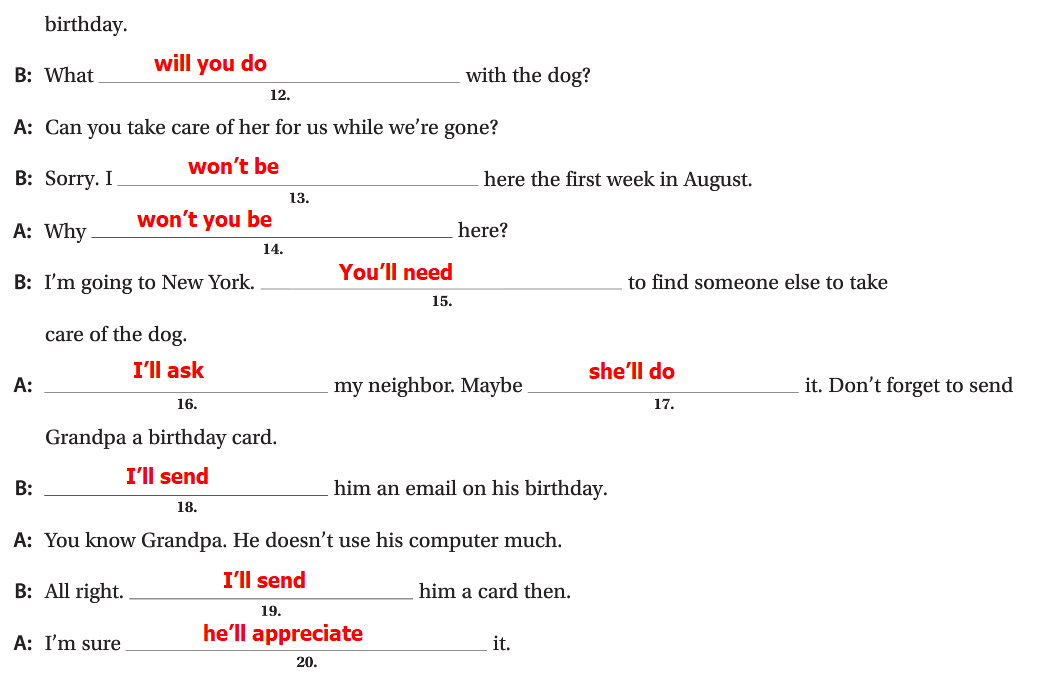 birthday.
B: What will you do with the dog?
12.
A: Can you take care of her for us while we’re gone?
B: Sorry. I won’t be here the first week in August.
13.
A: Why won’t you be here?
14.
B: I’m going to New York. You’ll need to find someone else to take
15.
care of the dog.
A: I’ll ask my neighbor. Maybe she’ll do it. Don’t forget to send
16. 17.
Grandpa a birthday card.
B: I’ll send him an email on his birthday.
18.
A: You know Grandpa. He doesn’t use his computer much.
B: All right. I’ll send him a card then.
19.
A: I’m sure he’ll appreciate it.
20.